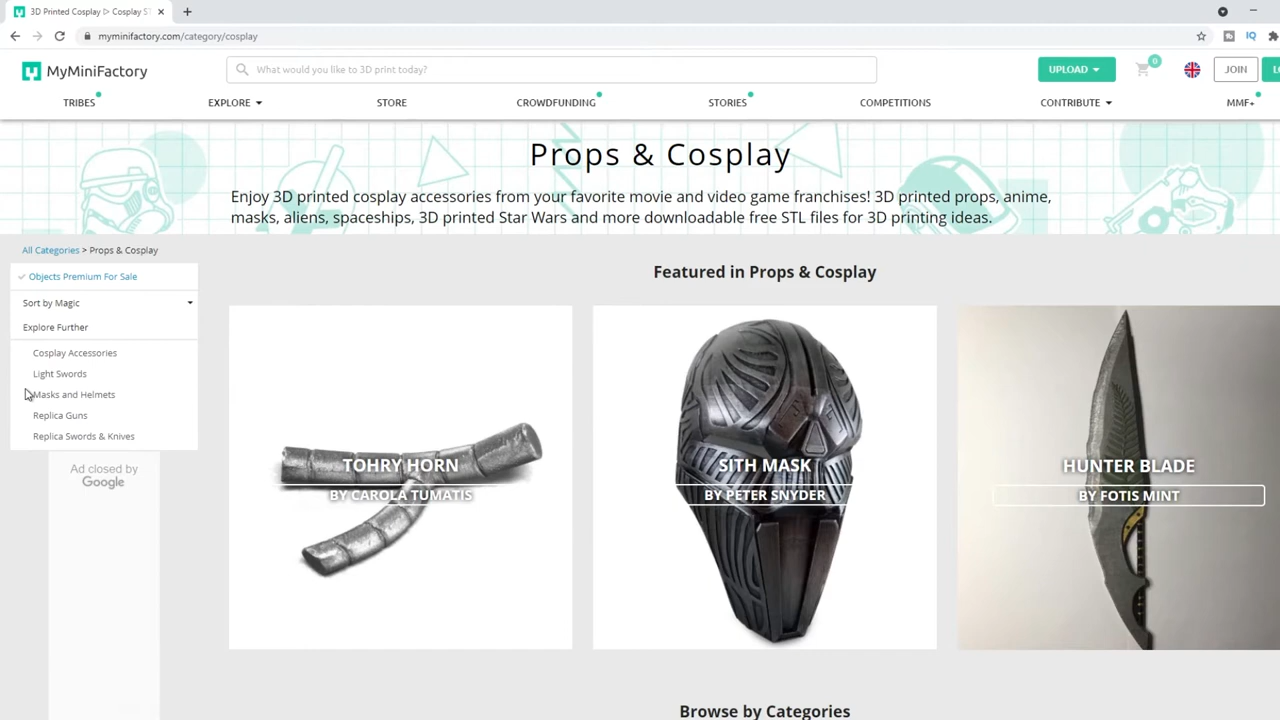 3D Printed Cosplay ▷ Cosplay S
myminifactory.com/category/cosplay
MyMiniFactory
What would you like to 3D print today?
UPLOAD
0
JOIN
TRIBES
EXPLORE
STORE
CROWDFUNDING
STORIES
COMPETITIONS
CONTRIBUTE
MMF+
Props & Cosplay
Enjoy 3D printed cosplay accessories from your favorite movie and video game franchises! 3D printed props, anime,
masks, aliens, spaceships, 3D printed Star Wars and more downloadable free STL files for 3D printing ideas.
All Categories > Props & Cosplay
Objects Premium For Sale
Sort by Magic
Explore Further
Cosplay Accessories
Light Swords
Masks and Helmets
Replica Guns
Replica Swords & Knives
Ad closed by
Google
Featured in Props & Cosplay
TOHRY HORN
BY CAROLA TUMATIS
SITH MASK
BY PETER SNYDER
HUNTER BLADE
BY FOTIS MINT
Browse by Categories